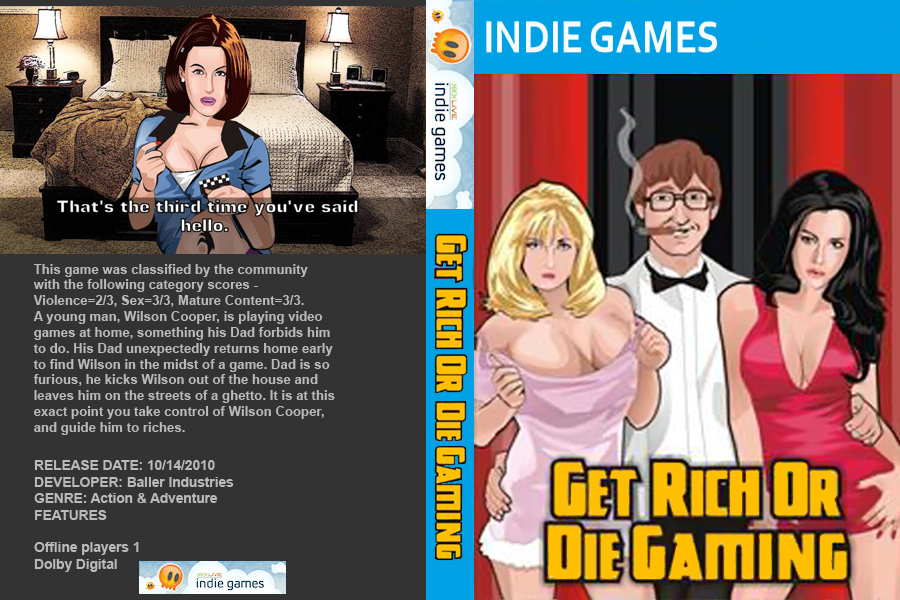 That's the third time you've said
hello.
This game was classified by the community
with the following category scores -
Violence=2/3, Sex=3/3, Mature Content=3/3.
A young man, Wilson Cooper, is playing video
games at home, something his Dad forbids him
to do. His Dad unexpectedly returns home early
to find Wilson in the midst of a game. Dad is so
furious, he kicks Wilson out of the house and
leaves him on the streets of a ghetto. It is at this
exact point you take control of Wilson Cooper,
and guide him to riches.
RELEASE DATE: 10/14/2010
DEVELOPER: Baller Industries
GENRE: Action & Adventure
FEATURES
Offline players 1
Dolby Digital
XBOX LIVE
indie games
XBOX LIVE
indie games
Get Rich Or Die Gaming
INDIE GAMES
Get Rich Or
Die Gaming